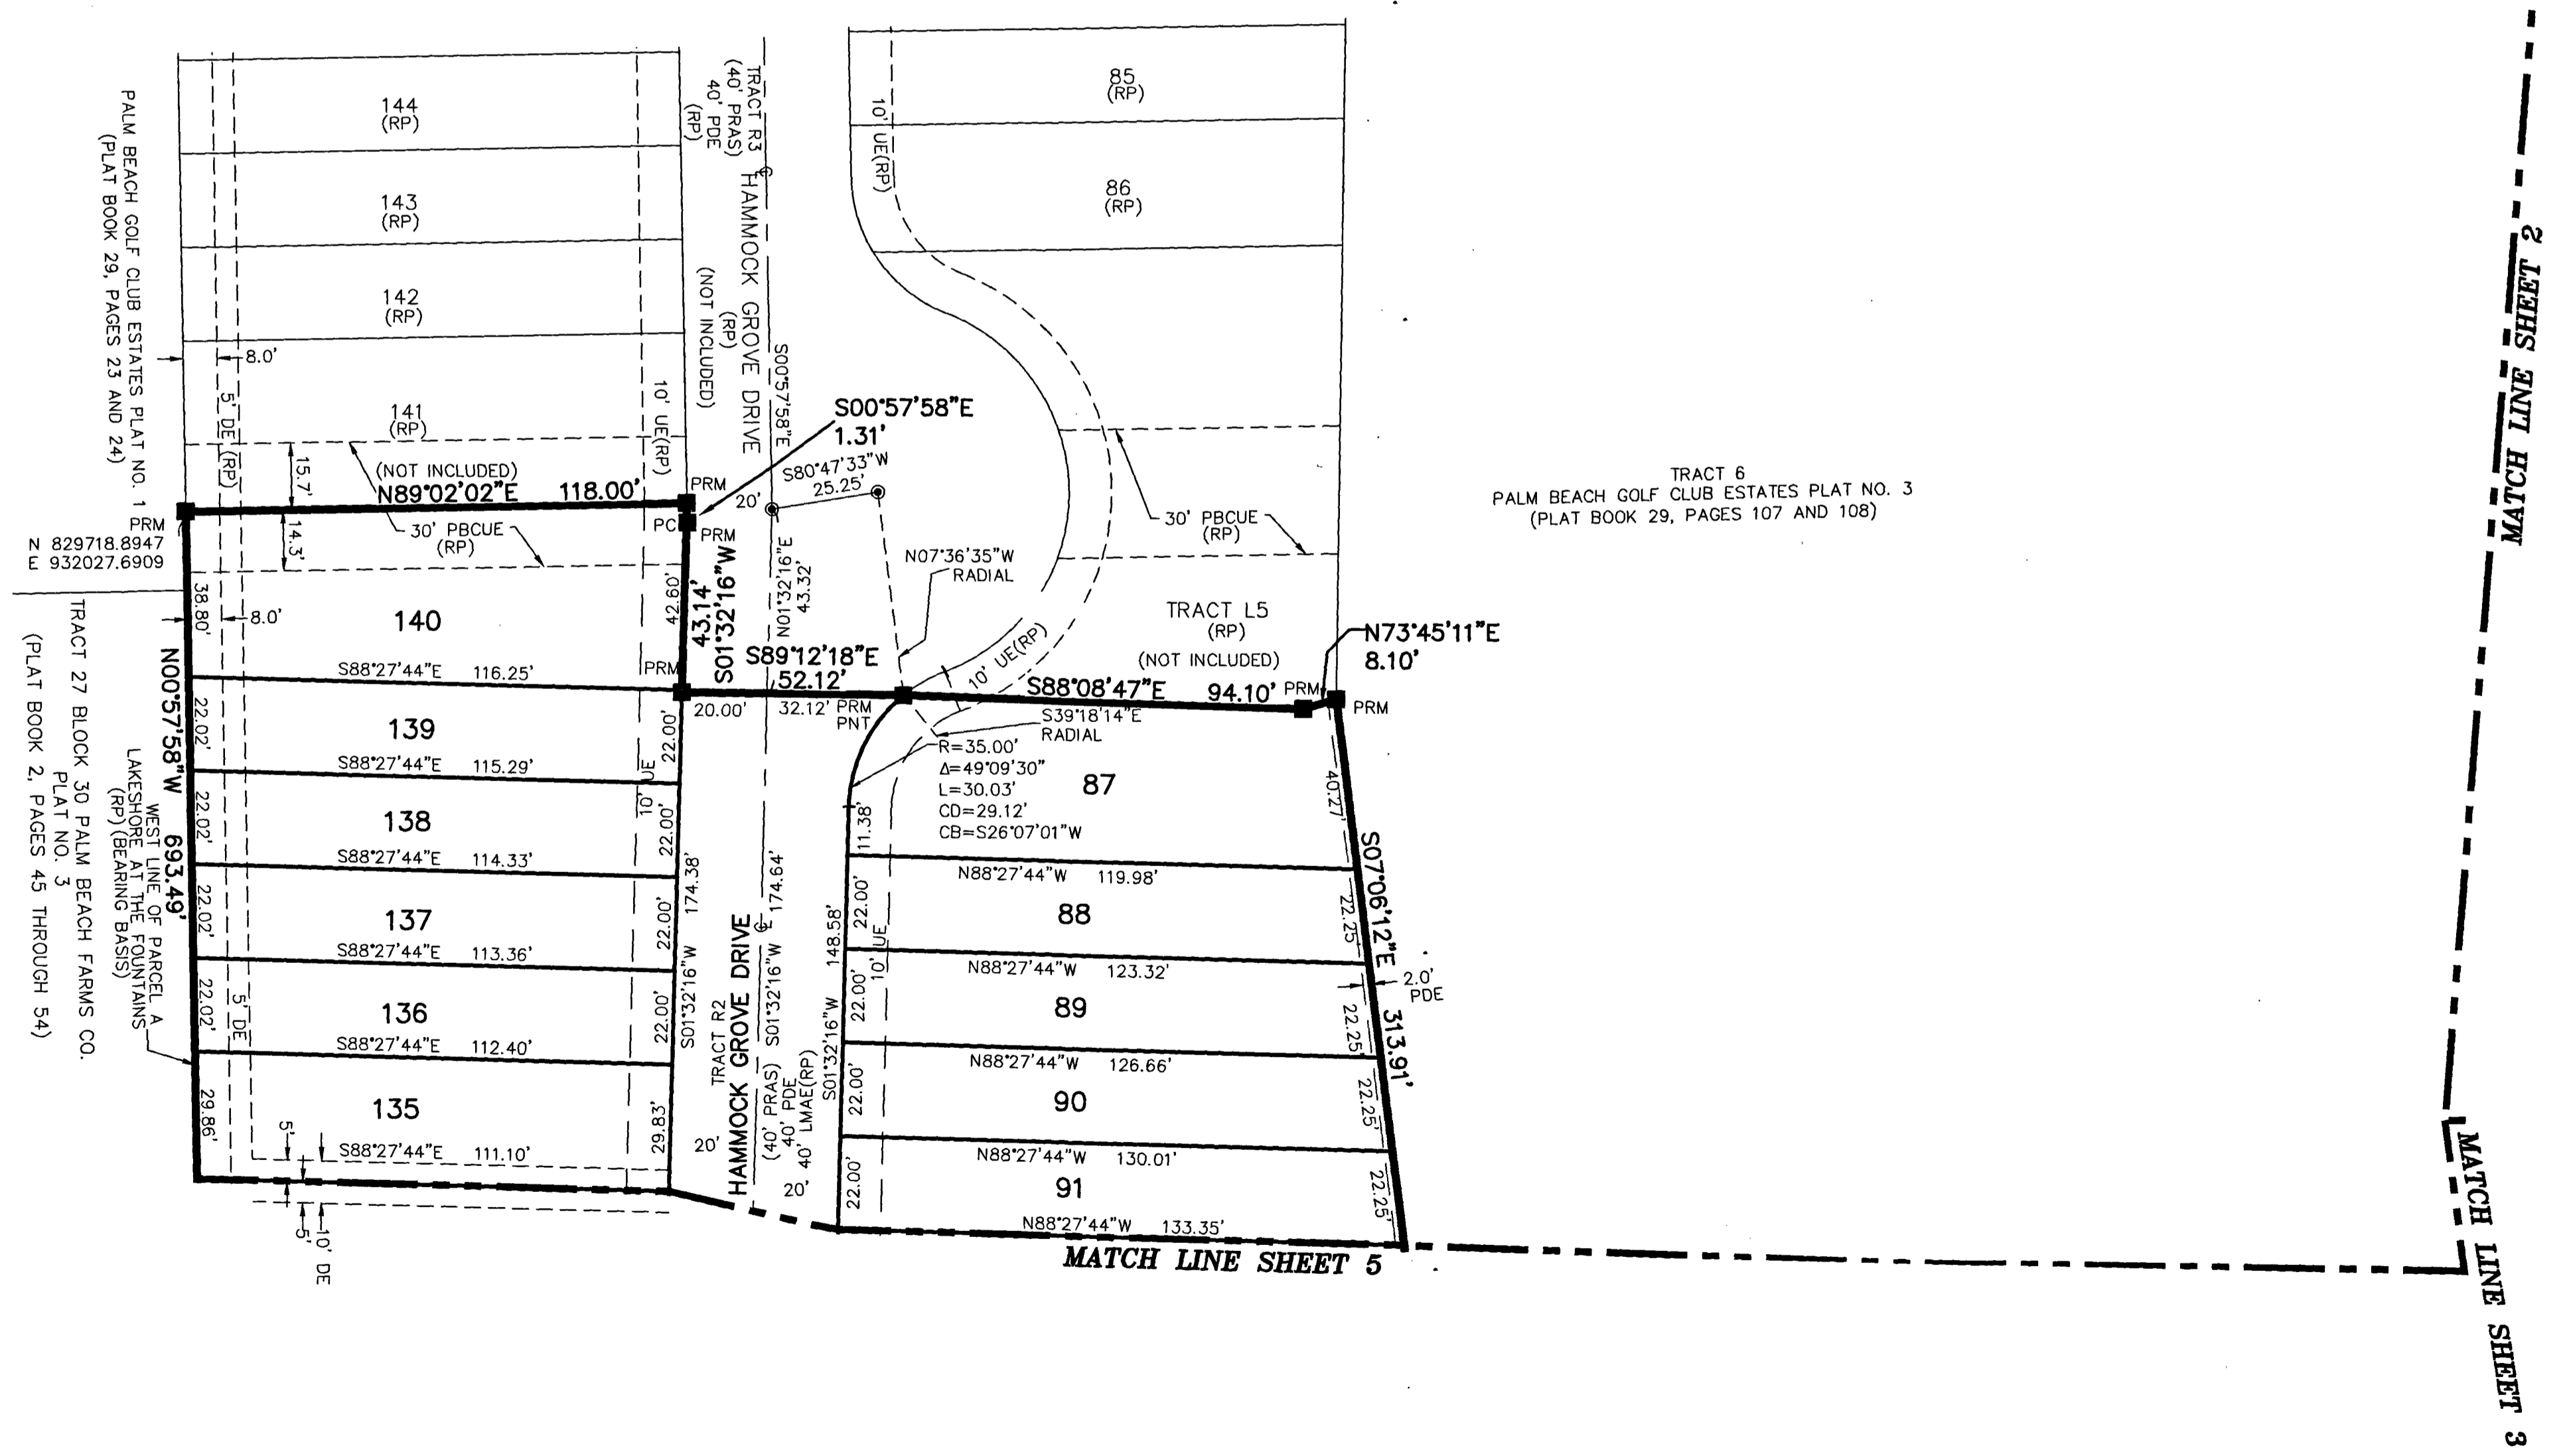 144
(RP)
143
(RP)
142
(RP)
141
(RP)
(NOT INCLUDED)
N89°02'02"E 118.00'
30' PBCUE
(RP)
15.7'
14.3'
8.0'
8.0'
5' DE (RP)
10' UE(RP)
PALM BEACH GOLF CLUB ESTATES PLAT NO. 1
(PLAT BOOK 29, PAGES 23 AND 24)
PRM
N 829718.8947
E 932027.6909
TRACT 27 BLOCK 30 PALM BEACH FARMS CO.
PLAT NO. 3
(PLAT BOOK 2, PAGES 45 THROUGH 54)
WEST LINE OF PARCEL A
LAKESHORE AT THE FOUNTAINS
(RP) (BEARING BASIS)
N00°57'58"W 693.49'
38.80'
22.02'
22.02'
22.02'
22.02'
29.86'
140
S88°27'44"E 116.25'
139
S88°27'44"E 115.29'
138
S88°27'44"E 114.33'
137
S88°27'44"E 113.36'
136
S88°27'44"E 112.40'
135
S88°27'44"E 111.10'
5' DE
10' UE
5'
5'
10' DE
42.60'
22.00'
22.00'
22.00'
22.00'
29.83'
TRACT R3
(40' PRAS)
40' PDE
(RP)
HAMMOCK GROVE DRIVE
(RP)
(NOT INCLUDED)
S00°57'58"E
S00°57'58"E
1.31'
S80°47'33"W
25.25'
20'
PRM
PC
PRM
43.14'
S01°32'16"W
N01°32'16"E
43.32'
PRM
S89°12'18"E
52.12'
20.00'
32.12'
PRM
PNT
N07°36'35"W
RADIAL
10' UE(RP)
S88°08'47"E 94.10'
PRM
PRM
S39°18'14"E
RADIAL
R=35.00'
Δ=49°09'30"
L=30.03'
CD=29.12'
CB=S26°07'01"W
S01°32'16"W 174.38'
TRACT R2
HAMMOCK GROVE DRIVE
(40' PRAS) S01°32'16"W 174.64'
40' PDE
40' LMAE(RP)
S01°32'16"W 148.58'
20'
20'
10' UE
10' UE(RP)
85
(RP)
86
(RP)
30' PBCUE
(RP)
TRACT L5
(RP)
(NOT INCLUDED)
N73°45'11"E
8.10'
87
11.38'
40.27'
N88°27'44"W 119.98'
88
22.00'
22.25'
N88°27'44"W 123.32'
89
22.00'
22.25'
N88°27'44"W 126.66'
90
22.00'
22.25'
N88°27'44"W 130.01'
91
22.00'
22.25'
N88°27'44"W 133.35'
S07°06'12"E 313.91'
2.0'
PDE
TRACT 6
PALM BEACH GOLF CLUB ESTATES PLAT NO. 3
(PLAT BOOK 29, PAGES 107 AND 108)
MATCH LINE SHEET 2
MATCH LINE SHEET 3
MATCH LINE SHEET 5